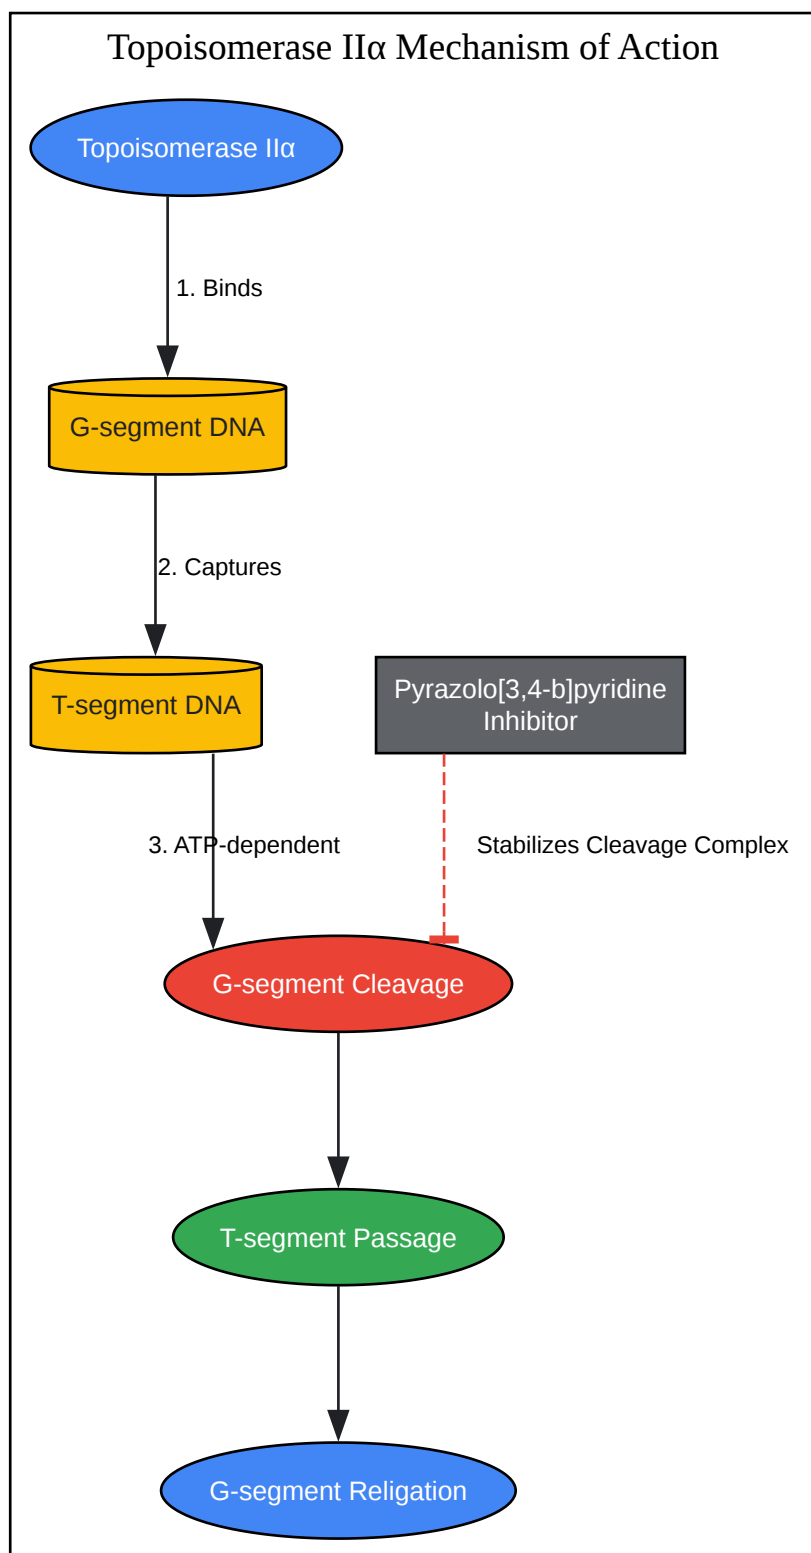 Topoisomerase IIα Mechanism of Action
Topoisomerase IIα
1. Binds
G-segment DNA
2. Captures
T-segment DNA
Pyrazolo[3,4-b]pyridine
Inhibitor
3. ATP-dependent
Stabilizes Cleavage Complex
G-segment Cleavage
T-segment Passage
G-segment Religation